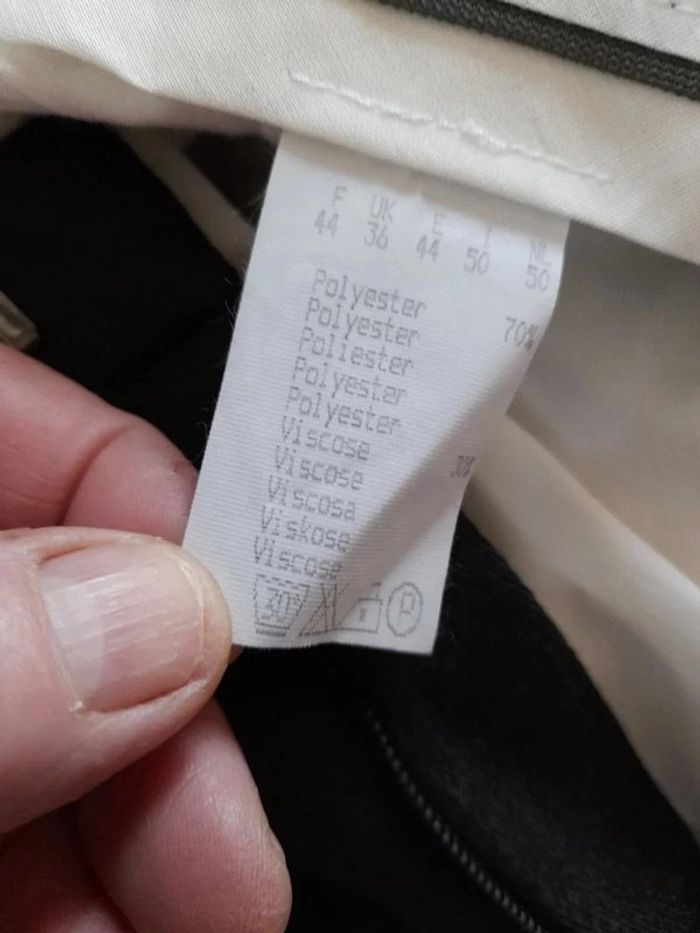 F UK E I NL
44 36 44 50 50
Polyester
Polyester 70%
Poliester
Polyester
Polyester
Viscose
Viscose 30%
Viscosa
Viskose
Viscose
30 P